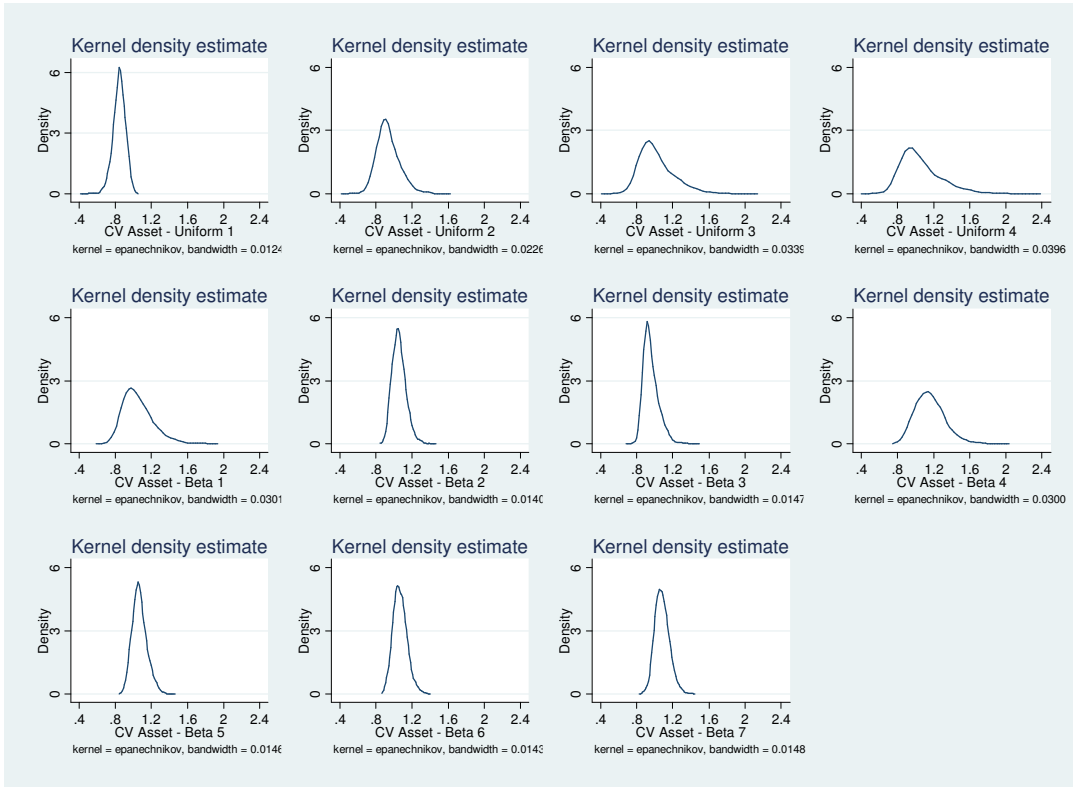 Kernel density estimate
Density
0 3 6
.4 .8 1.2 1.6 2 2.4
CV Asset - Uniform 1
kernel = epanechnikov, bandwidth = 0.0124
Kernel density estimate
Density
0 3 6
.4 .8 1.2 1.6 2 2.4
CV Asset - Uniform 2
kernel = epanechnikov, bandwidth = 0.0226
Kernel density estimate
Density
0 3 6
.4 .8 1.2 1.6 2 2.4
CV Asset - Uniform 3
kernel = epanechnikov, bandwidth = 0.0339
Kernel density estimate
Density
0 3 6
.4 .8 1.2 1.6 2 2.4
CV Asset - Uniform 4
kernel = epanechnikov, bandwidth = 0.0396
Kernel density estimate
Density
0 3 6
.4 .8 1.2 1.6 2 2.4
CV Asset - Beta 1
kernel = epanechnikov, bandwidth = 0.0301
Kernel density estimate
Density
0 3 6
.4 .8 1.2 1.6 2 2.4
CV Asset - Beta 2
kernel = epanechnikov, bandwidth = 0.0140
Kernel density estimate
Density
0 3 6
.4 .8 1.2 1.6 2 2.4
CV Asset - Beta 3
kernel = epanechnikov, bandwidth = 0.0147
Kernel density estimate
Density
0 3 6
.4 .8 1.2 1.6 2 2.4
CV Asset - Beta 4
kernel = epanechnikov, bandwidth = 0.0300
Kernel density estimate
Density
0 3 6
.4 .8 1.2 1.6 2 2.4
CV Asset - Beta 5
kernel = epanechnikov, bandwidth = 0.0146
Kernel density estimate
Density
0 3 6
.4 .8 1.2 1.6 2 2.4
CV Asset - Beta 6
kernel = epanechnikov, bandwidth = 0.0143
Kernel density estimate
Density
0 3 6
.4 .8 1.2 1.6 2 2.4
CV Asset - Beta 7
kernel = epanechnikov, bandwidth = 0.0148